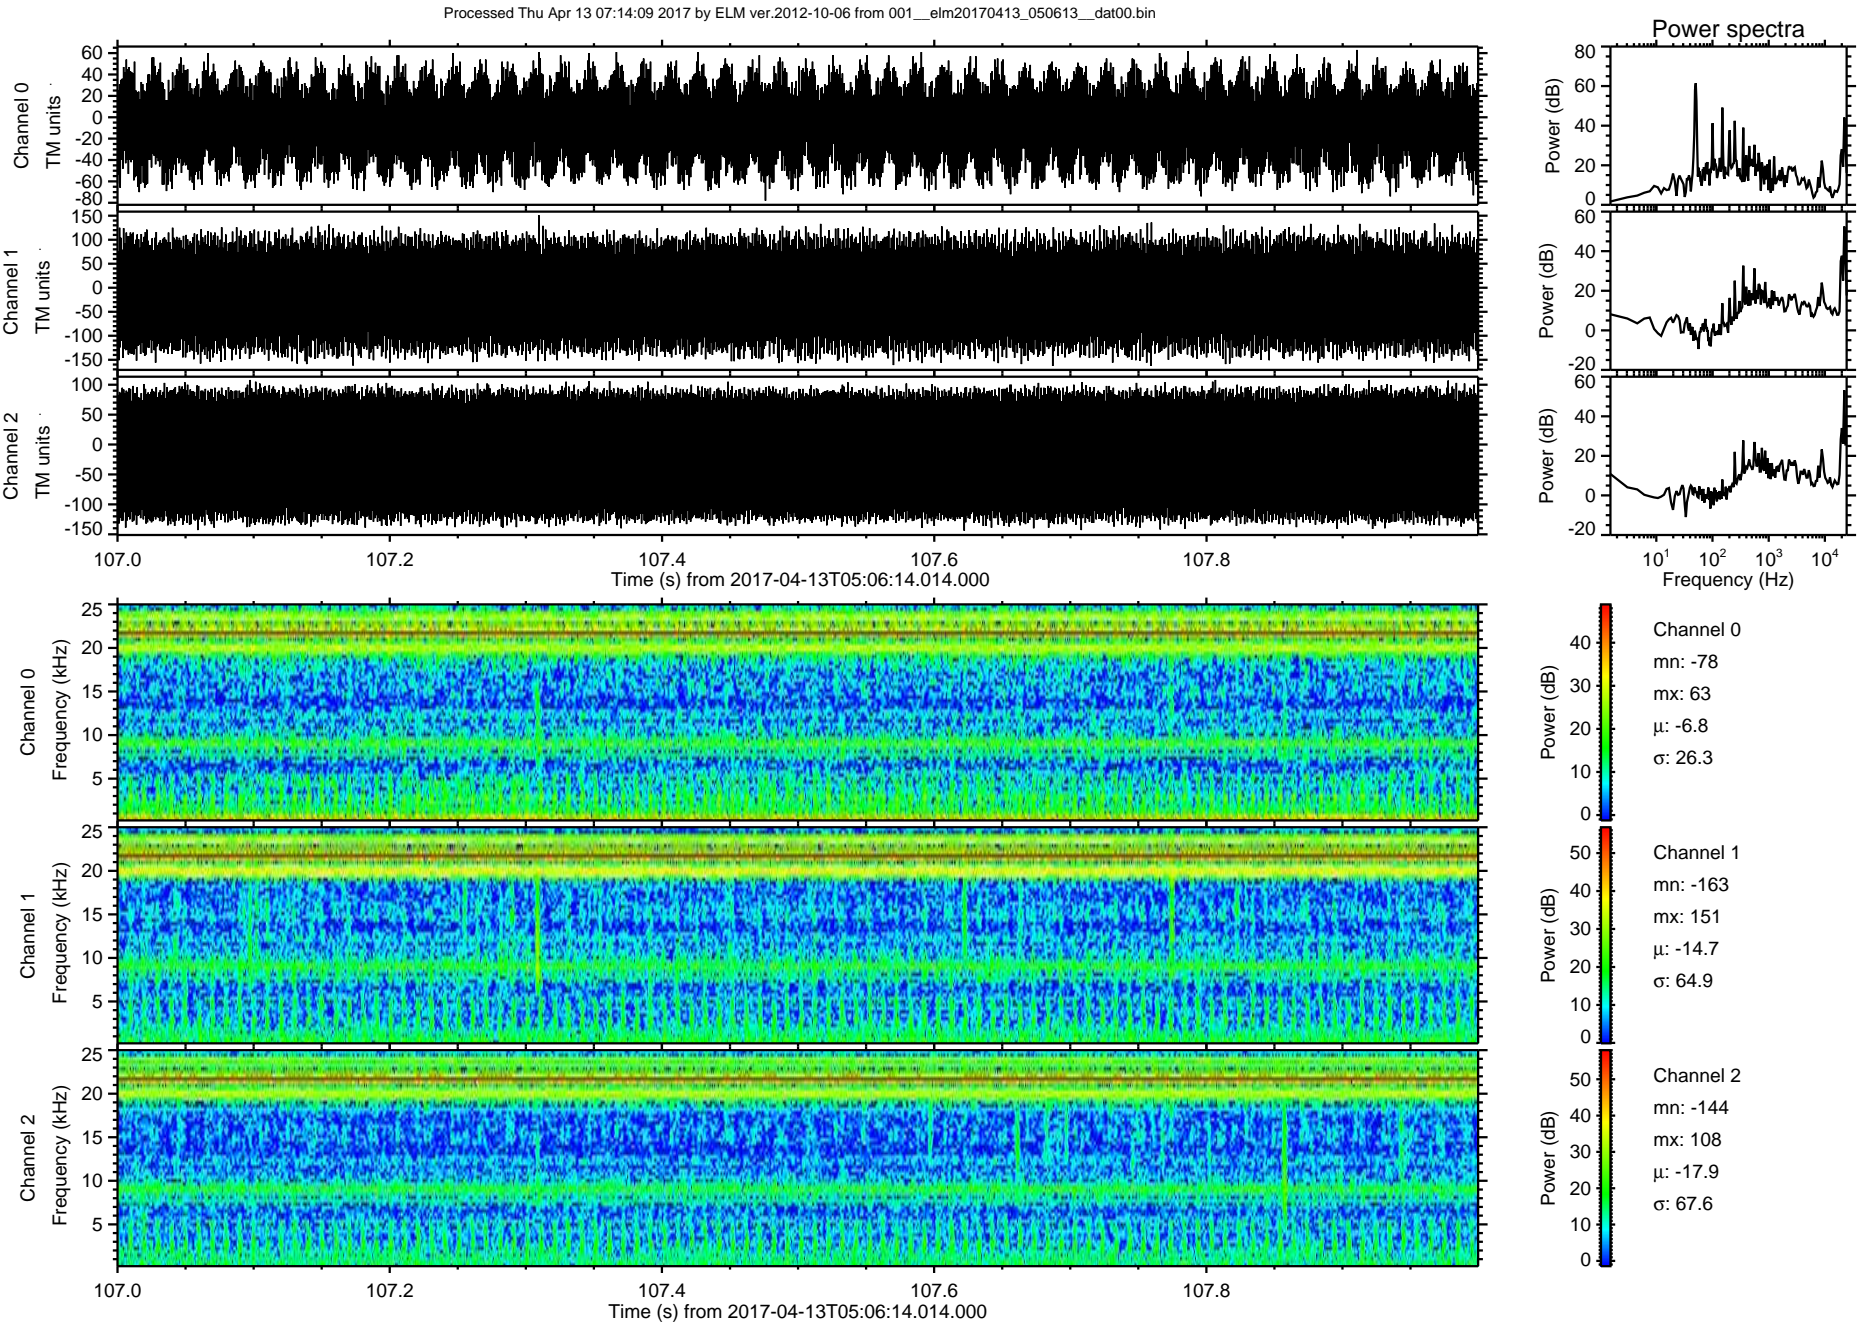 Processed Thu Apr 13 07:14:09 2017 by ELM ver.2012-10-06 from 001__elm20170413_050613__dat00.bin
Power spectra
Channel 0
TM units
60
40
20
0
-20
-40
-60
-80
Power (dB)
80
60
40
20
0
Channel 1
TM units
150
100
50
0
-50
-100
-150
Power (dB)
60
40
20
0
-20
Channel 2
TM units
100
50
0
-50
-100
-150
Power (dB)
60
40
20
0
-20
107.0 107.2 107.4 107.6 107.8
Time (s) from 2017-04-13T05:06:14.014.000
10^1 10^2 10^3 10^4
Frequency (Hz)
Channel 0
Frequency (kHz)
25
20
15
10
5
Power (dB)
40
30
20
10
0
Channel 0
mn: -78
mx: 63
μ: -6.8
σ: 26.3
Channel 1
Frequency (kHz)
25
20
15
10
5
Power (dB)
50
40
30
20
10
0
Channel 1
mn: -163
mx: 151
μ: -14.7
σ: 64.9
Channel 2
Frequency (kHz)
25
20
15
10
5
Power (dB)
50
40
30
20
10
0
Channel 2
mn: -144
mx: 108
μ: -17.9
σ: 67.6
107.0 107.2 107.4 107.6 107.8
Time (s) from 2017-04-13T05:06:14.014.000